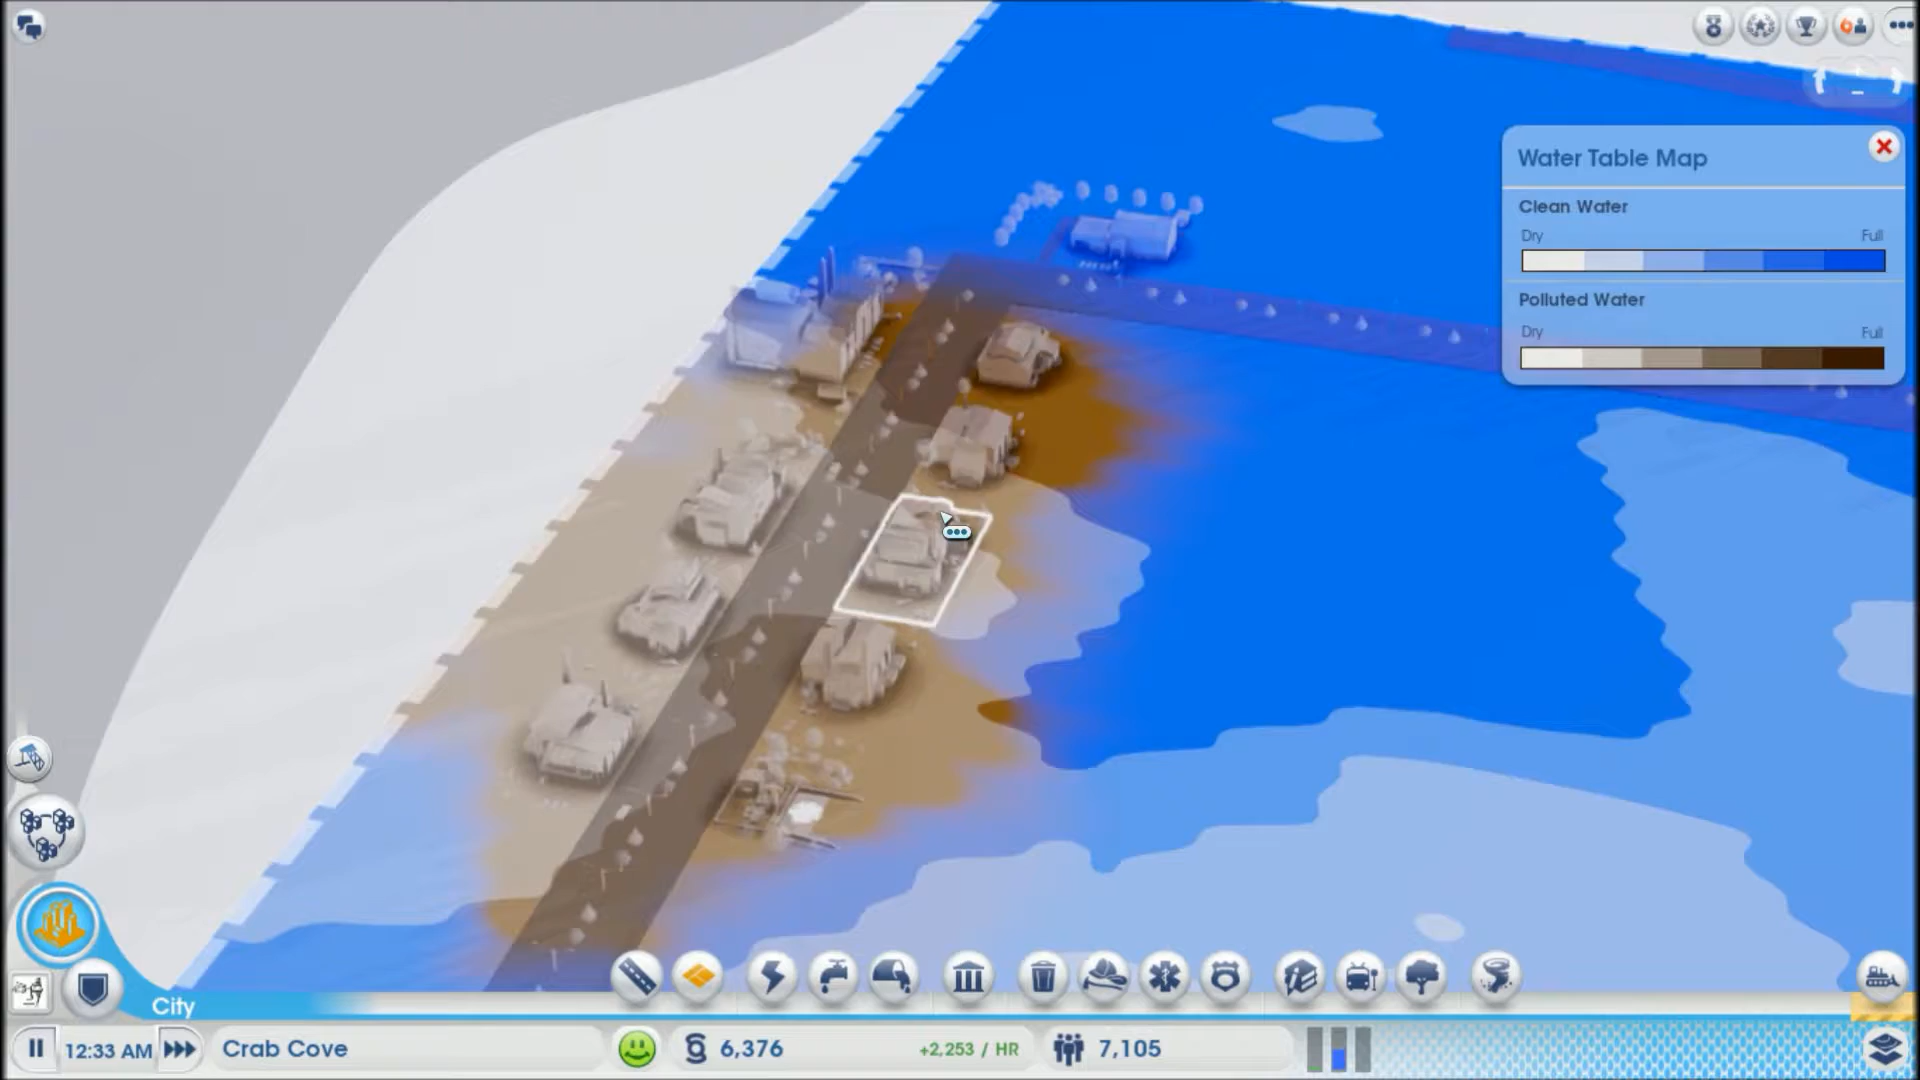 Water Table Map
Clean Water
Dry Full
Polluted Water
Dry Full
City
12:33 AM Crab Cove 6,376 +2,253 / HR 7,105